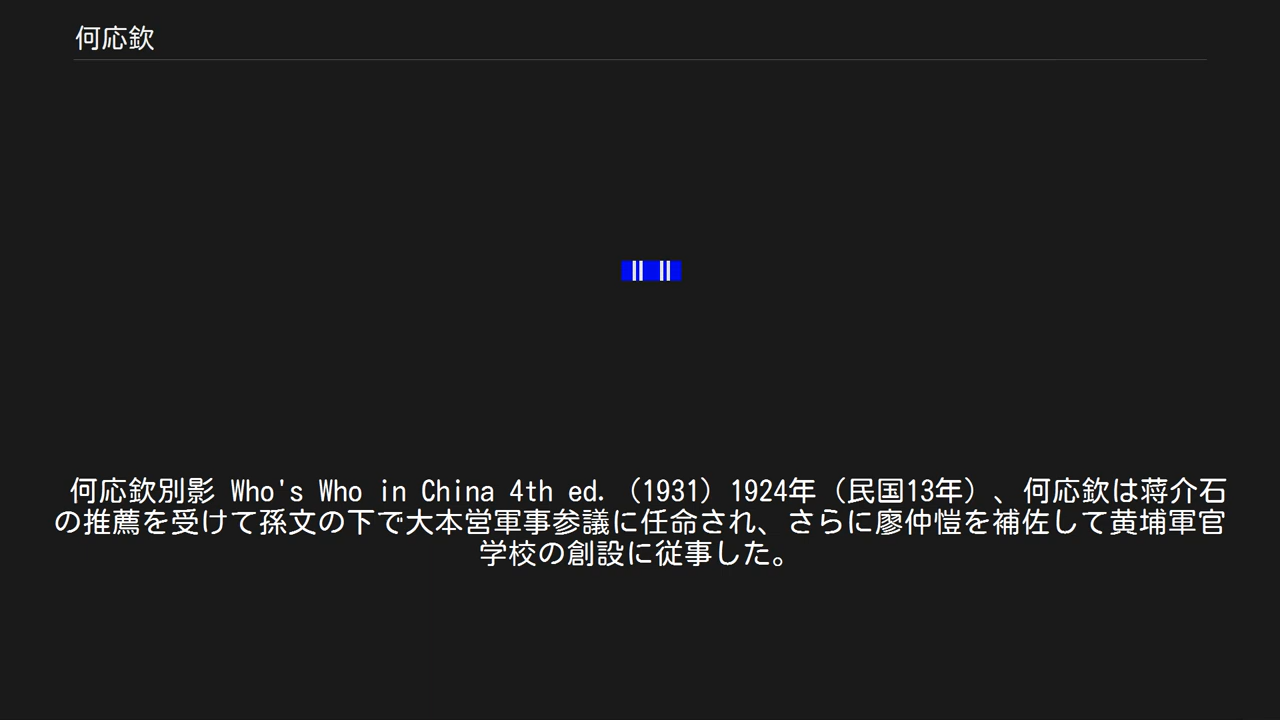 何応欽
何応欽別影 Who's Who in China 4th ed.（1931）1924年（民国13年）、何応欽は蒋介石
の推薦を受けて孫文の下で大本営軍事参議に任命され、さらに廖仲愷を補佐して黄埔軍官
学校の創設に従事した。